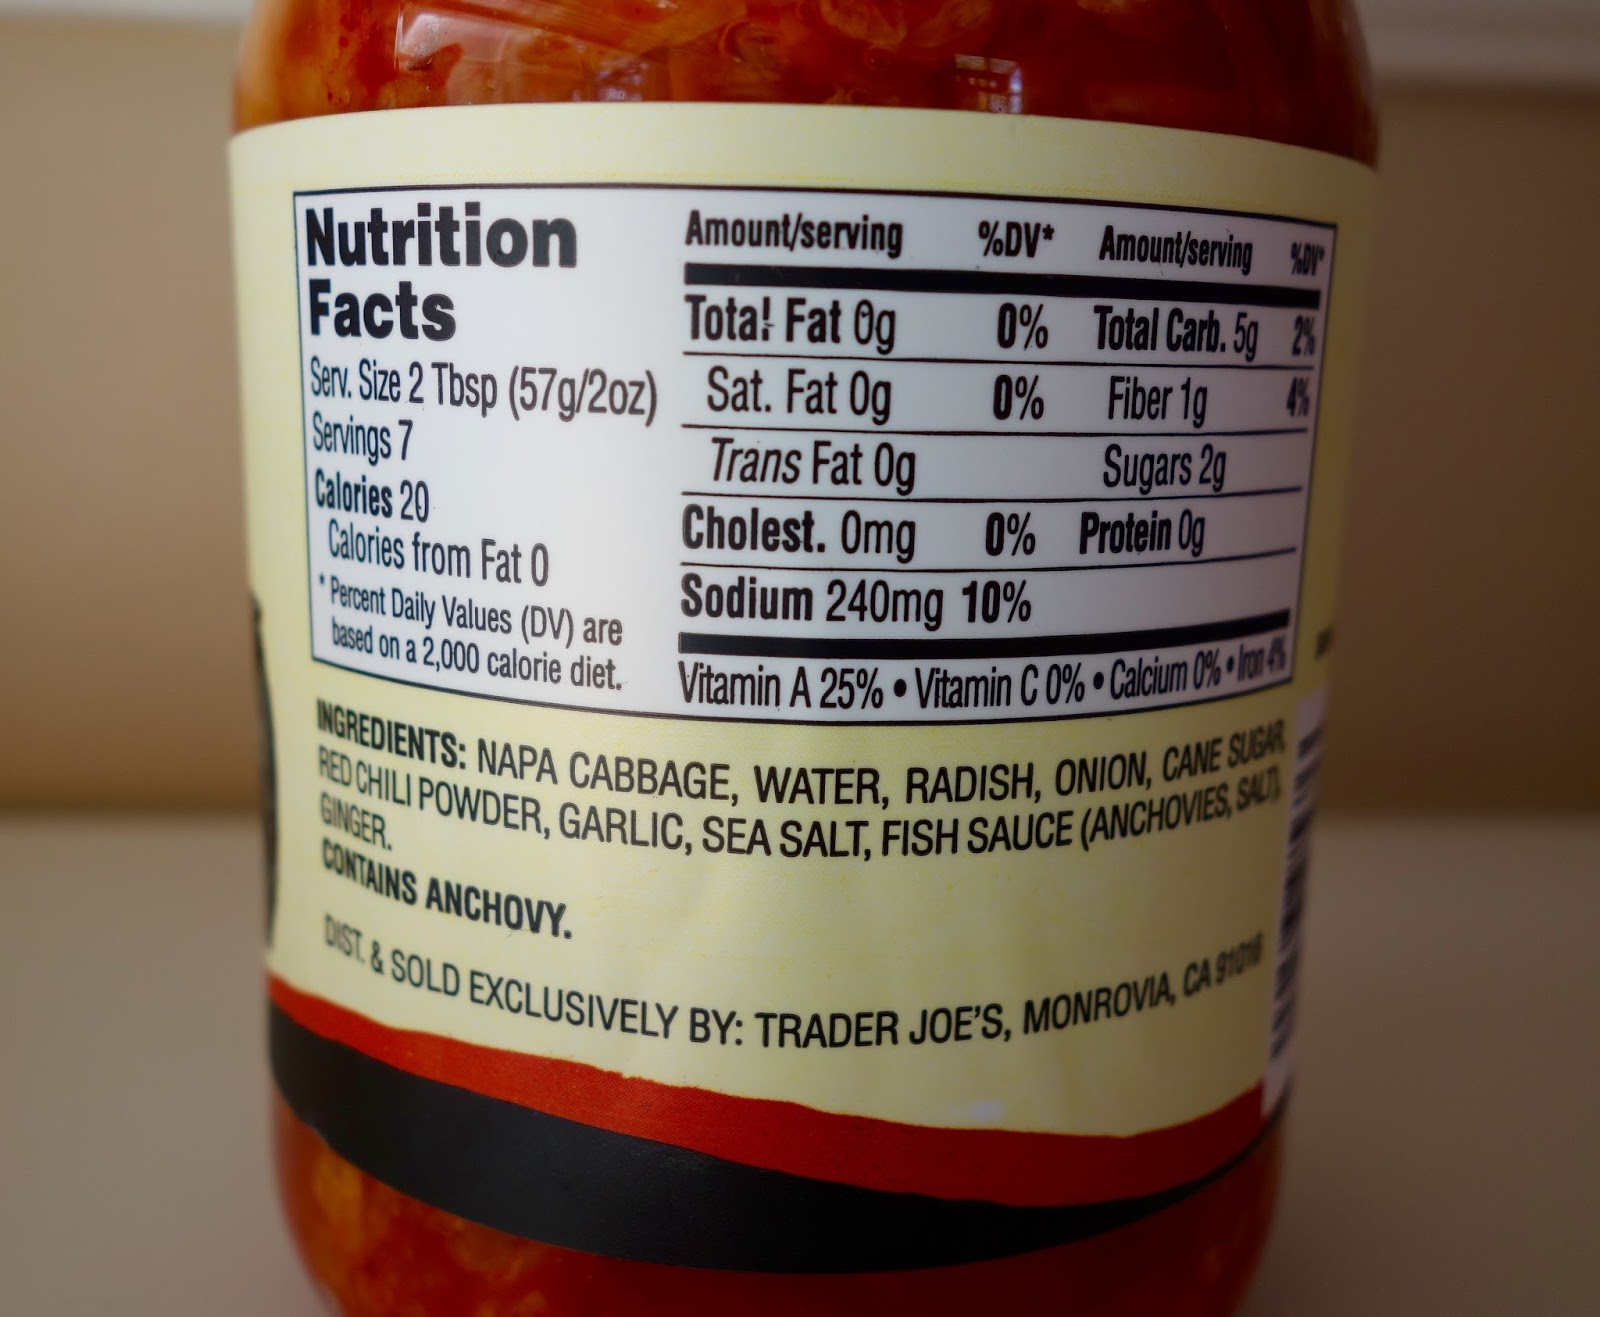 Nutrition
Facts
Serv. Size 2 Tbsp (57g/2oz)
Servings 7
Calories 20
Calories from Fat 0
* Percent Daily Values (DV) are
based on a 2,000 calorie diet.
Amount/serving %DV* Amount/serving %DV*
Total Fat 0g 0% Total Carb. 5g 2%
Sat. Fat 0g 0% Fiber 1g 4%
Trans Fat 0g Sugars 2g
Cholest. 0mg 0% Protein 0g
Sodium 240mg 10%
Vitamin A 25% • Vitamin C 0% • Calcium 0% • Iron 4%
INGREDIENTS: NAPA CABBAGE, WATER, RADISH, ONION, CANE SUGAR,
RED CHILI POWDER, GARLIC, SEA SALT, FISH SAUCE (ANCHOVIES, SALT),
GINGER.
CONTAINS ANCHOVY.
DIST. & SOLD EXCLUSIVELY BY: TRADER JOE'S, MONROVIA, CA 91016